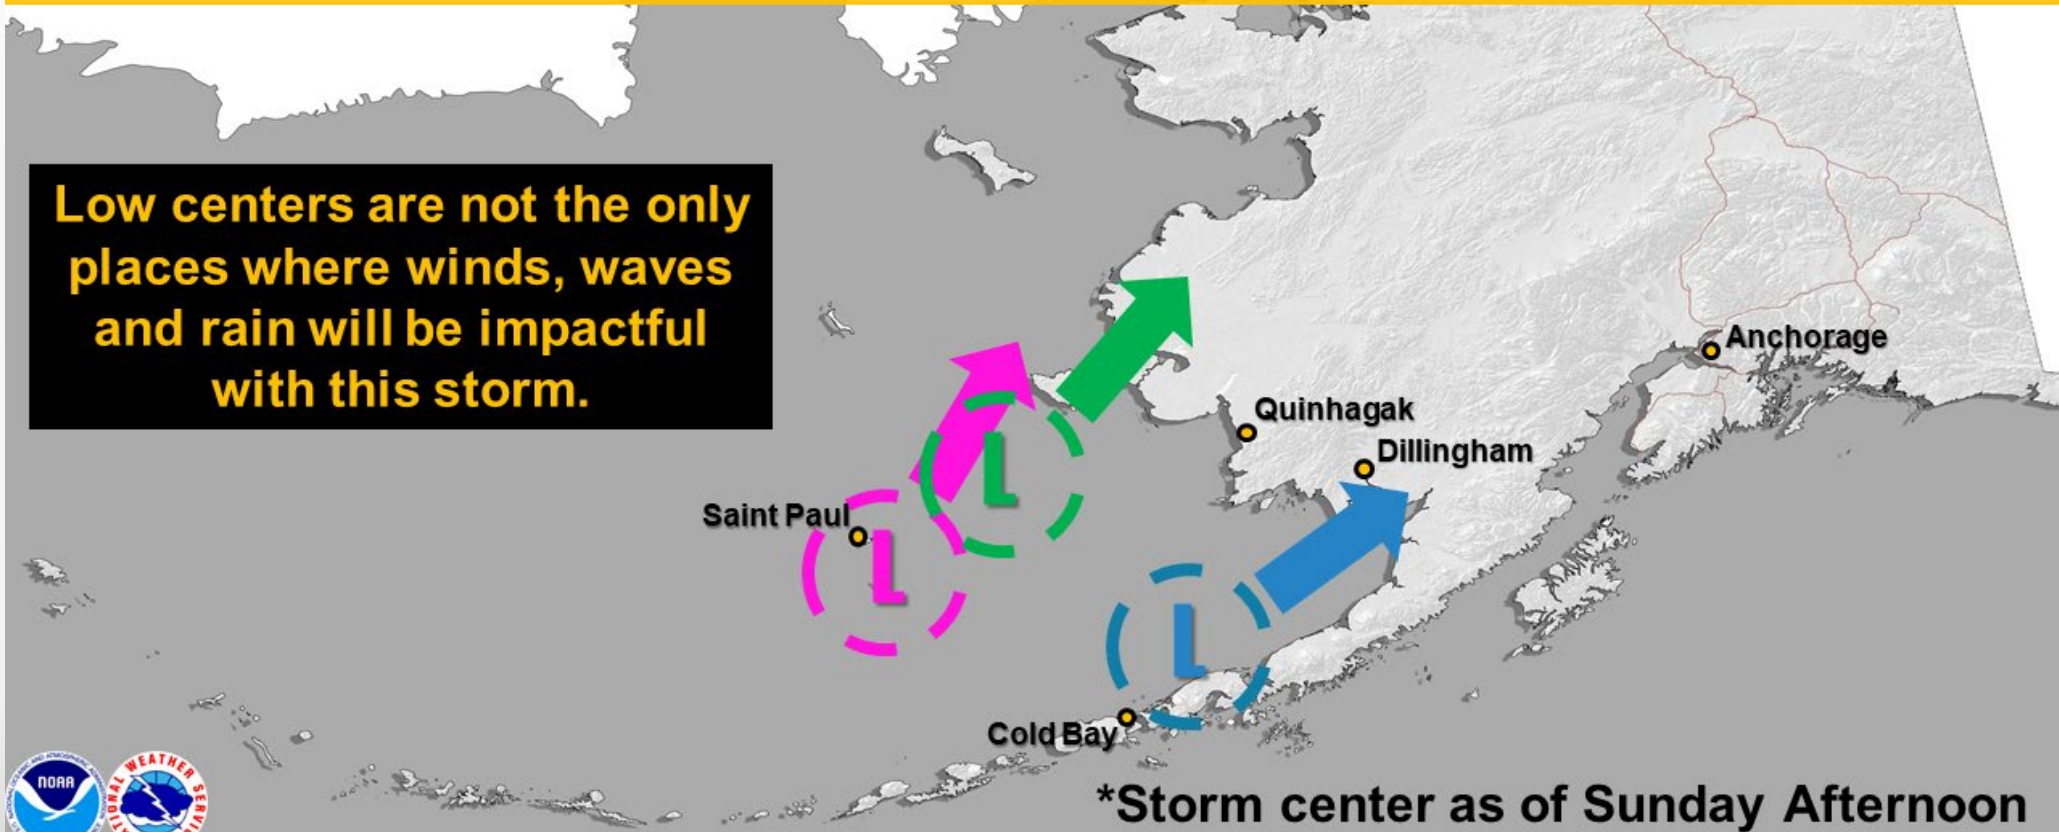 Low centers are not the only
places where winds, waves
and rain will be impactful
with this storm.
Anchorage
Quinhagak
Dillingham
Saint Paul
L
L
L
Cold Bay
*Storm center as of Sunday Afternoon
NOAA
WEATHER